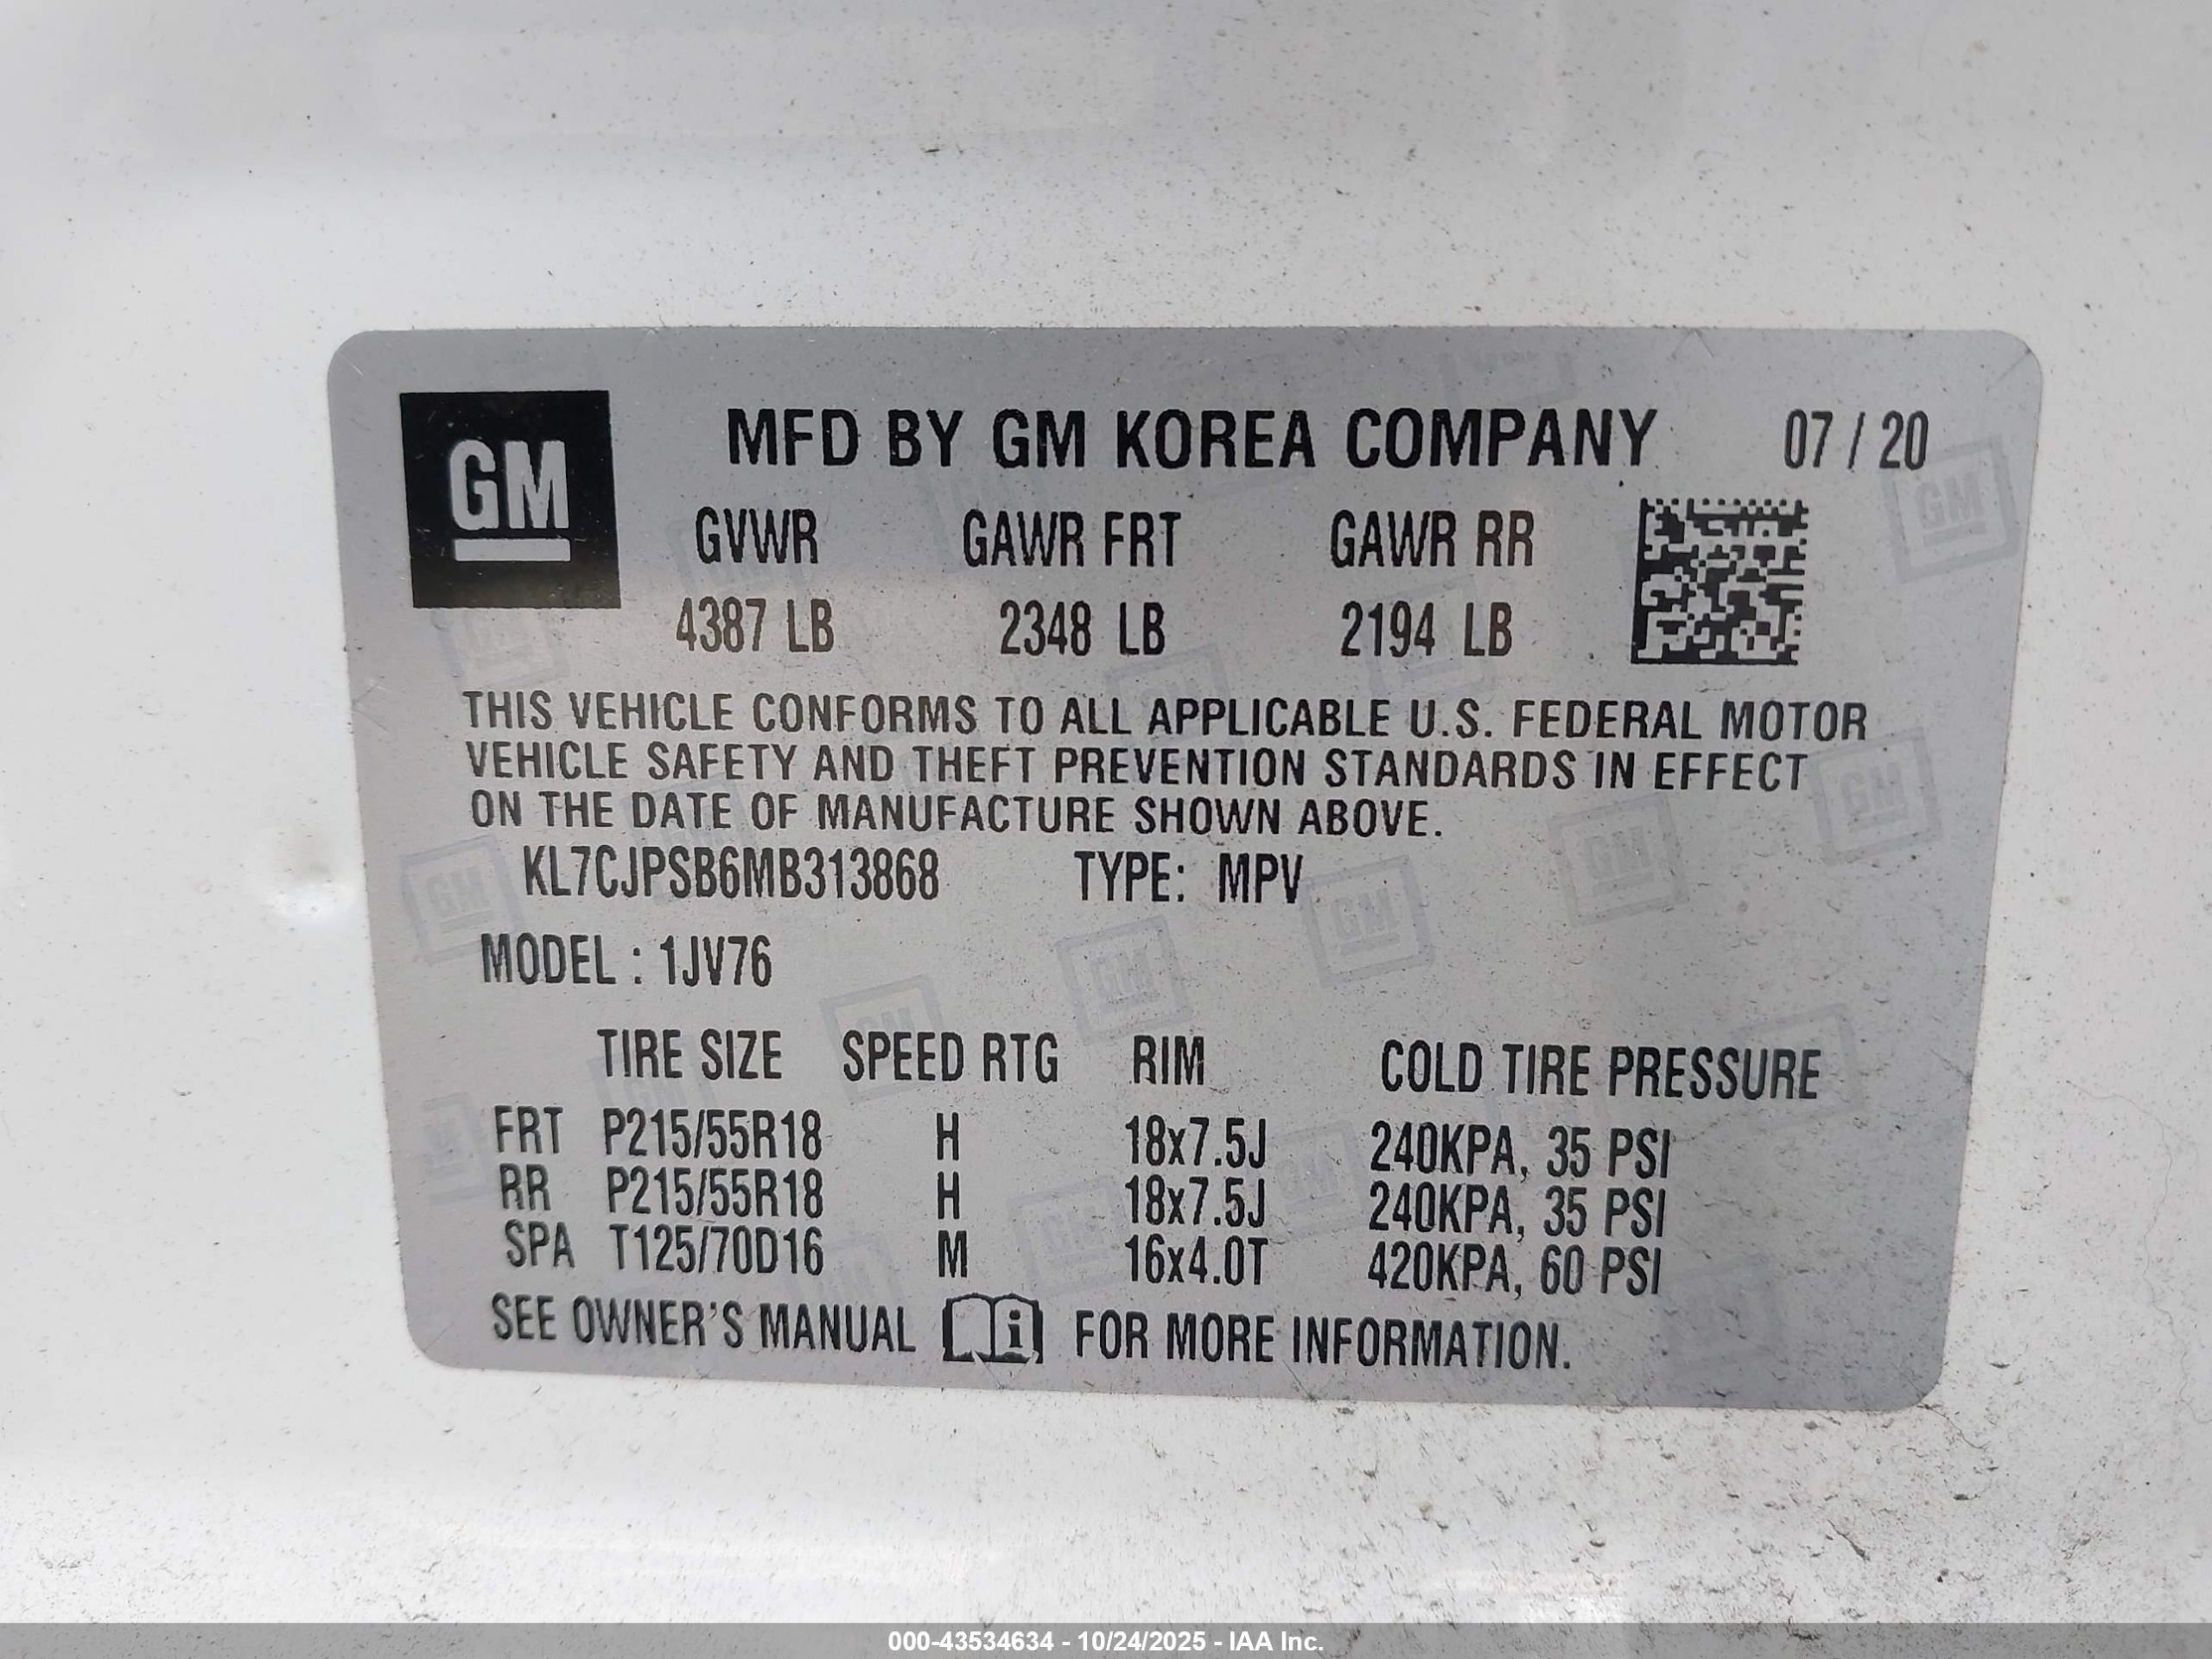 GM
MFD BY GM KOREA COMPANY 07 / 20
GVWR GAWR FRT GAWR RR
4387 LB 2348 LB 2194 LB
THIS VEHICLE CONFORMS TO ALL APPLICABLE U.S. FEDERAL MOTOR
VEHICLE SAFETY AND THEFT PREVENTION STANDARDS IN EFFECT
ON THE DATE OF MANUFACTURE SHOWN ABOVE.
KL7CJPSB6MB313868 TYPE: MPV
MODEL : 1JV76
TIRE SIZE SPEED RTG RIM COLD TIRE PRESSURE
FRT P215/55R18 H 18x7.5J 240KPA, 35 PSI
RR P215/55R18 H 18x7.5J 240KPA, 35 PSI
SPA T125/70D16 M 16x4.0T 420KPA, 60 PSI
SEE OWNER'S MANUAL i FOR MORE INFORMATION.
000-43534634 - 10/24/2025 - IAA Inc.